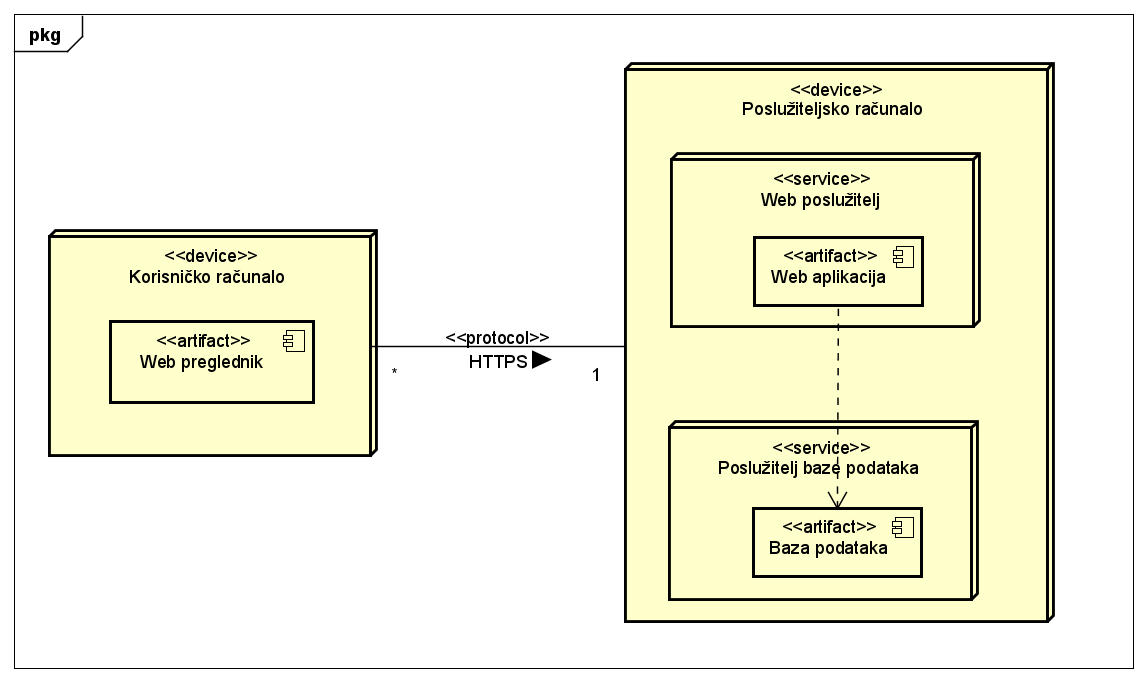 pkg
<<device>>
Korisničko računalo
<<artifact>>
Web preglednik
<<protocol>>
HTTPS
*
1
<<device>>
Poslužiteljsko računalo
<<service>>
Web poslužitelj
<<artifact>>
Web aplikacija
<<service>>
Poslužitelj baze podataka
<<artifact>>
Baza podataka